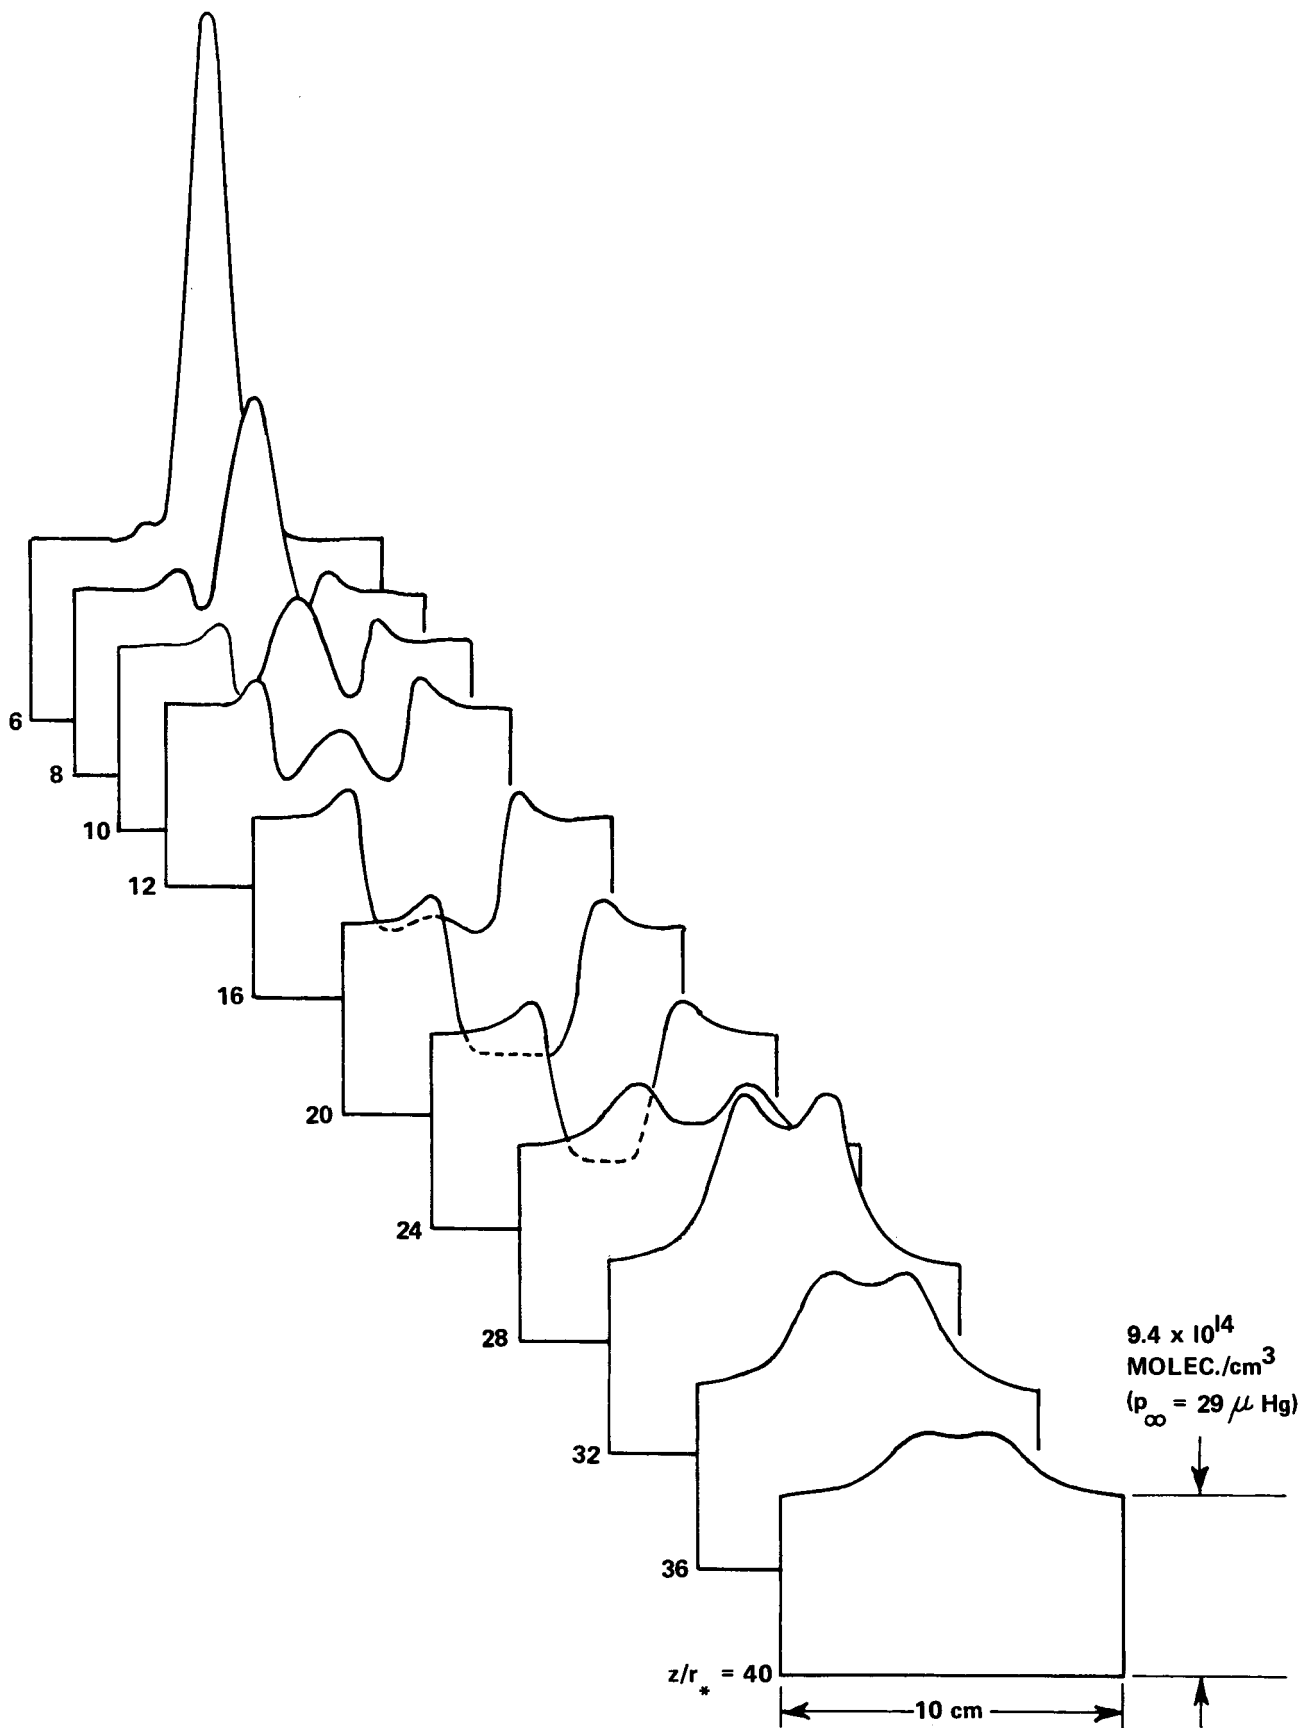 6
8
10
12
16
20
24
28
32
36
z/r* = 40
10 cm
9.4 x 10^14
MOLEC./cm^3
(p∞ = 29 μ Hg)